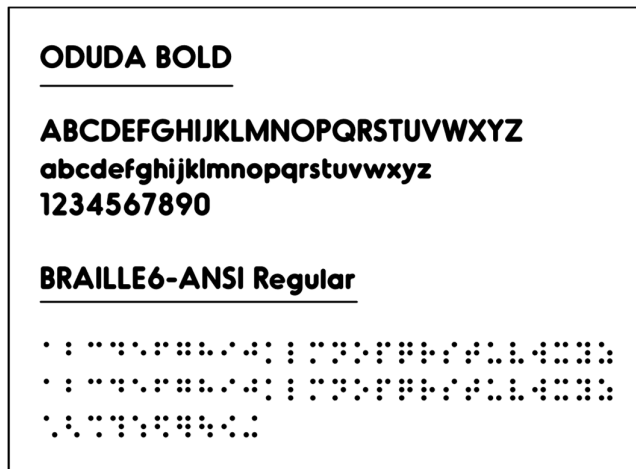 ODUDA BOLD
ABCDEFGHIJKLMNOPQRSTUVWXYZ
abcdefghijklmnopqrstuvwxyz
1234567890
BRAILLE6-ANSI Regular
⠁⠃⠉⠙⠑⠋⠛⠓⠊⠚⠅⠇⠍⠝⠕⠏⠟⠗⠎⠞⠥⠧⠺⠭⠽⠵
⠁⠃⠉⠙⠑⠋⠛⠓⠊⠚⠅⠇⠍⠝⠕⠏⠟⠗⠎⠞⠥⠧⠺⠭⠽⠵
⠡⠣⠩⠹⠱⠫⠻⠳⠪⠼